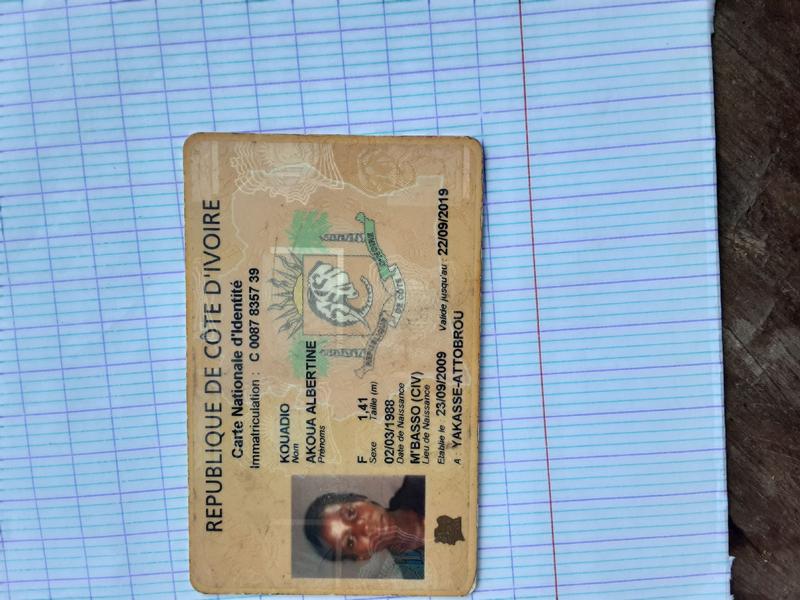 REPUBLIQUE DE CÔTE D'IVOIRE
Carte Nationale d'Identité
Immatriculation : C 0087 8357 39
KOUADIO
Nom
AKOUA ALBERTINE
Prénoms
F 1,41
Sexe Taille (m)
02/03/1988
Date de Naissance
M'BASSO (CIV)
Lieu de Naissance
Etablie le 23/09/2009 Valide jusqu'au : 22/09/2019
A : YAKASSE-ATTOBROU